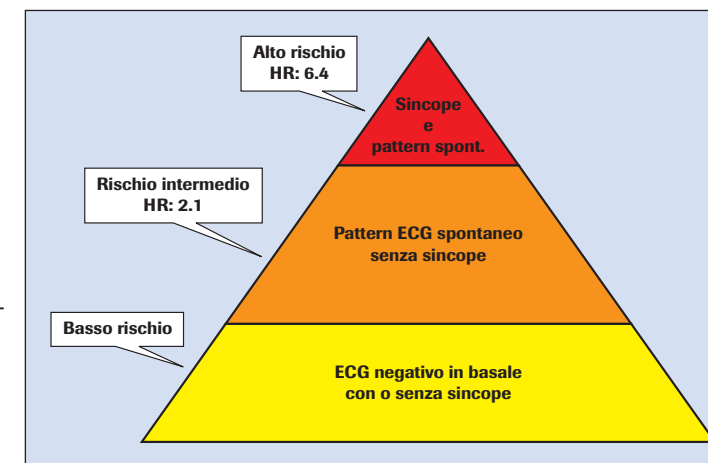 Alto rischio
HR: 6.4
Sincope
e
pattern spont.
Rischio intermedio
HR: 2.1
Pattern ECG spontaneo
senza sincope
Basso rischio
ECG negativo in basale
con o senza sincope